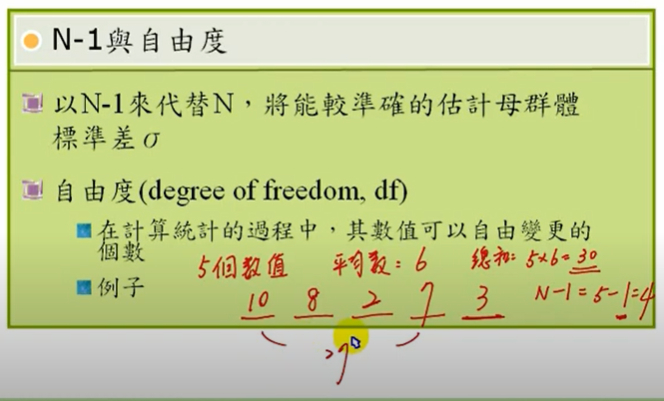 N-1與自由度
以N-1來代替N，將能較準確的估計母群體
標準差σ
自由度(degree of freedom, df)
在計算統計的過程中，其數值可以自由變更的
個數
5個数值 平均数：6 總和：5×6=30
例子
10 8 2 7 3 N-1=5-1=4
27